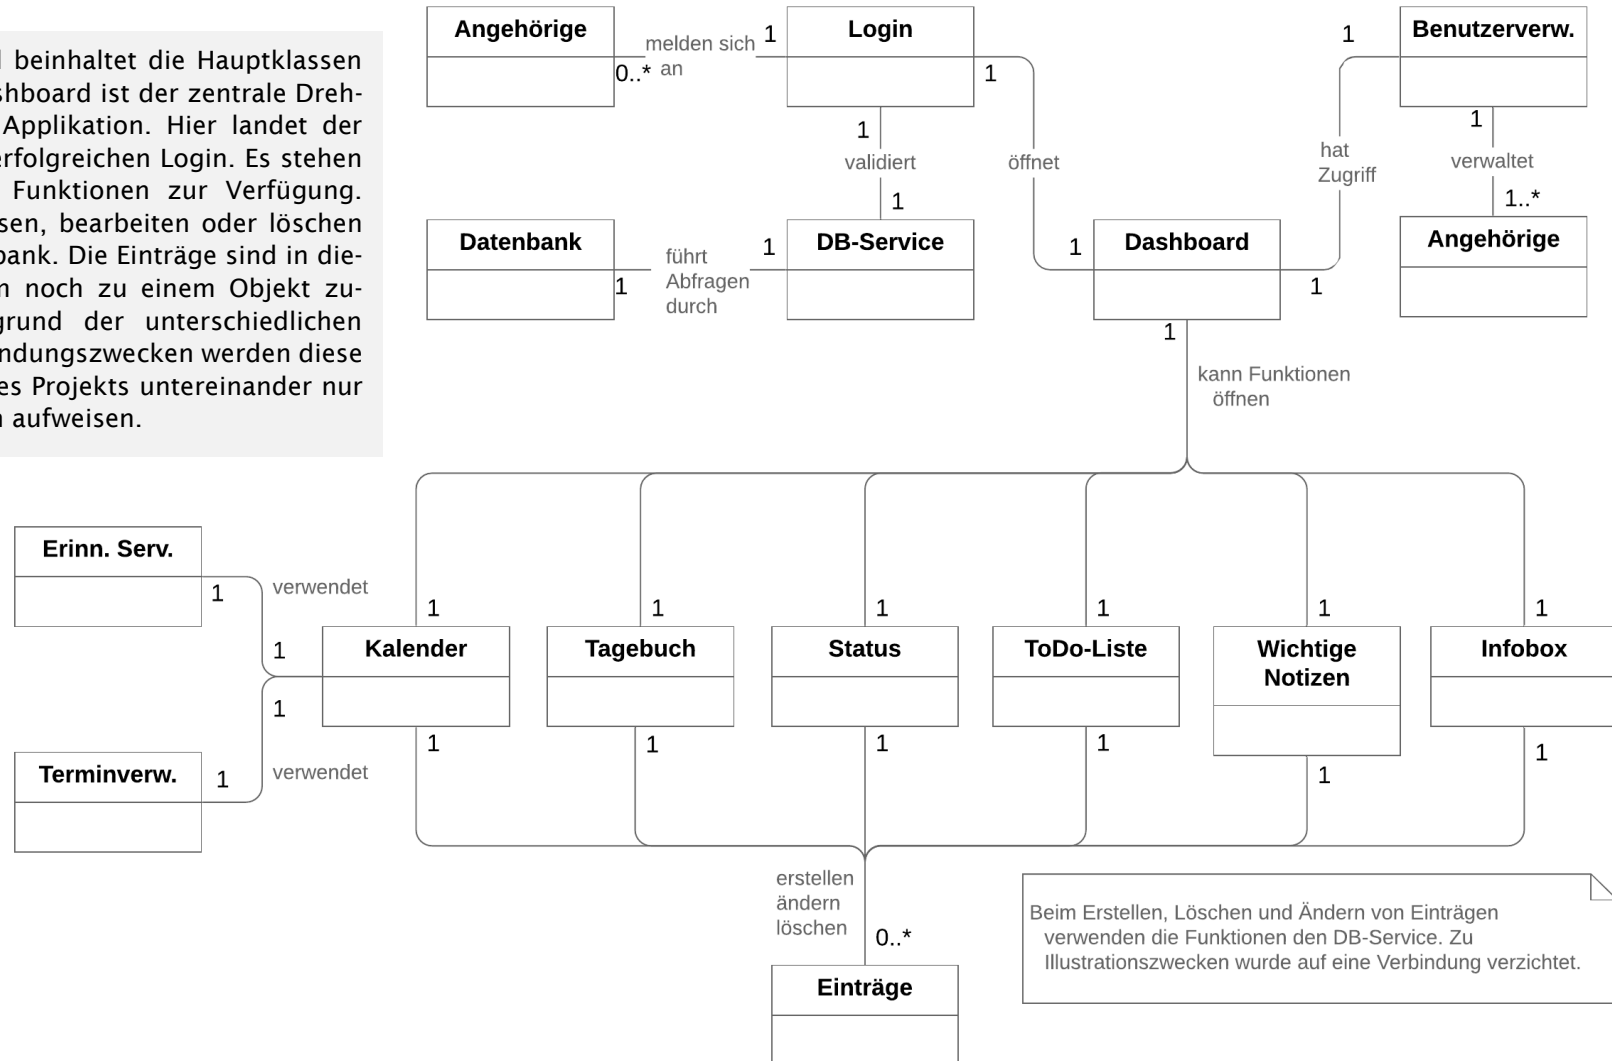 beinhaltet die Hauptklassen
ist der zentrale Dreh-
Applikation. Hier landet der
erfolgreichen Login. Es stehen
Funktionen zur Verfügung.
bearbeiten oder löschen
Die Einträge sind in die-
noch zu einem Objekt zu-
der unterschiedlichen
werden diese
Projekts untereinander nur
aufweisen.
Angehörige
melden sich
an
0..*
1
Login
1
1
validiert
1
öffnet
1
Datenbank
1
führt
Abfragen
durch
1
DB-Service
Dashboard
1
1
hat
Zugriff
1
Benutzerverw.
1
verwaltet
1..*
Angehörige
kann Funktionen
öffnen
Erinn. Serv.
1
verwendet
1
1
Terminverw.
1
verwendet
1
Kalender
1
1
Tagebuch
1
1
Status
1
1
ToDo-Liste
1
1
Wichtige
Notizen
1
1
Infobox
1
erstellen
ändern
löschen
0..*
Einträge
Beim Erstellen, Löschen und Ändern von Einträgen
verwenden die Funktionen den DB-Service. Zu
Illustrationszwecken wurde auf eine Verbindung verzichtet.